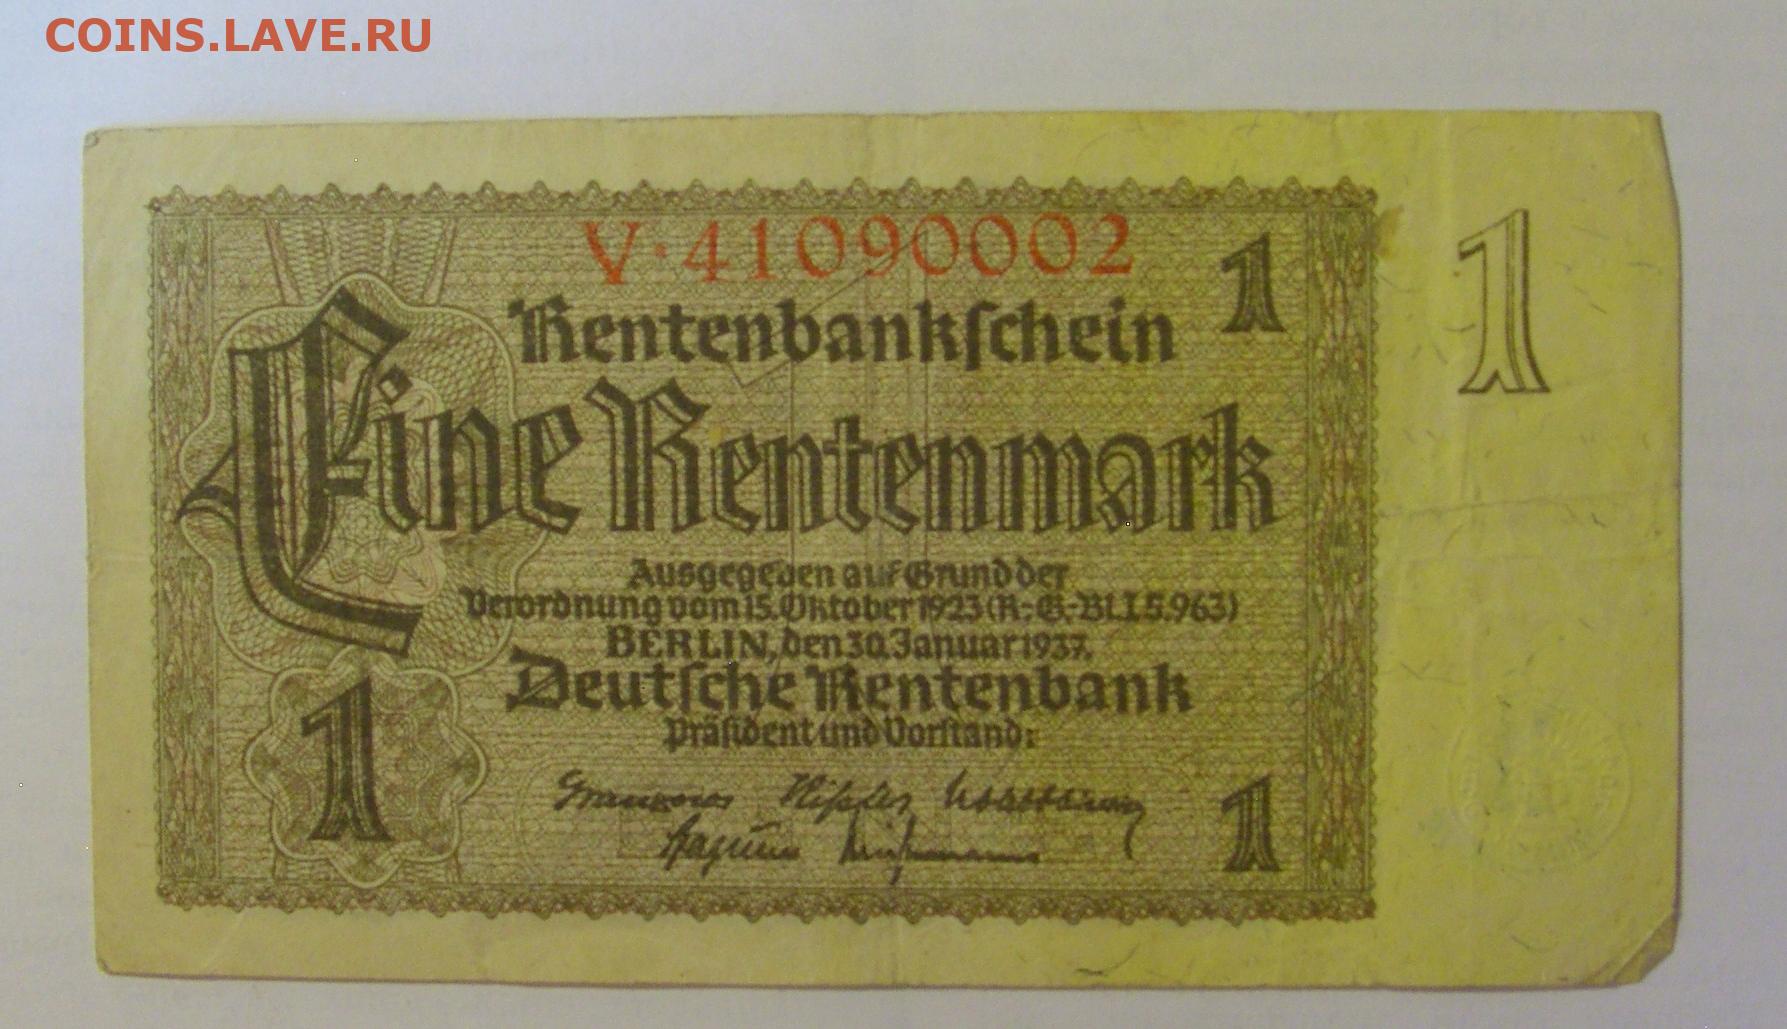 COINS.LAVE.RU
V·41090002
Rentenbankſchein
1
1
Eine Rentenmark
Ausgegeben auf Grund der
Verordnung vom 15. Oktober 1923 (R.-G.-Bl. I S. 963)
BERLIN, den 30. Januar 1937.
Deutſche Rentenbank
Präſident und Vorſtand:
1
1